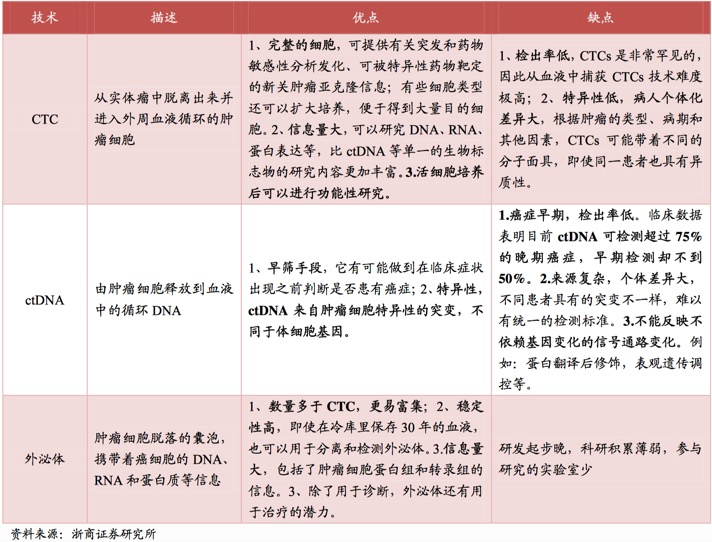 技术
描述
优点
缺点
CTC
从实体瘤中脱离出来并
进入外周血液循环的肿
瘤细胞
1、完整的细胞，可提供有关突发和药物
敏感性分析发化、可被特异性药物靶定
的新关肿瘤亚克隆信息；有些细胞类型
还可以扩大培养，便于得到大量目的细
胞。2、信息量大，可以研究 DNA、RNA、
蛋白表达等，比 ctDNA 等单一的生物标
志物的研究内容更加丰富。3.活细胞培养
后可以进行功能性研究。
1、检出率低，CTCs 是非常罕见的，
因此从血液中捕获 CTCs 技术难度
极高；2、特异性低，病人个体化
差异大，根据肿瘤的类型、病期和
其他因素，CTCs 可能带着不同的
分子面具，即使同一患者也具有异
质性。
ctDNA
由肿瘤细胞释放到血液
中的循环 DNA
1、早筛手段，它有可能做到在临床症状
出现之前判断是否患有癌症；2、特异性，
ctDNA 来自肿瘤细胞特异性的突变，不
同于体细胞基因。
1.癌症早期，检出率低。临床数据
表明目前 ctDNA 可检测超过 75%
的晚期癌症，早期检测却不到
50%。2.来源复杂，个体差异大，
不同患者具有的突变不一样，难以
有统一的检测标准。3.不能反映不
依赖基因变化的信号通路变化。例
如：蛋白翻译后修饰，表观遗传调
控等。
外泌体
肿瘤细胞脱落的囊泡，
携带着癌细胞的 DNA、
RNA 和蛋白质等信息
1、数量多于 CTC，更易富集；2、稳定
性高，即使在冷库里保存 30 年的血液，
也可以用于分离和检测外泌体。3.信息量
大，包括了肿瘤细胞蛋白组和转录组的
信息。3、除了用于诊断，外泌体还有用
于治疗的潜力。
研发起步晚，科研积累薄弱，参与
研究的实验室少
资料来源：浙商证券研究所